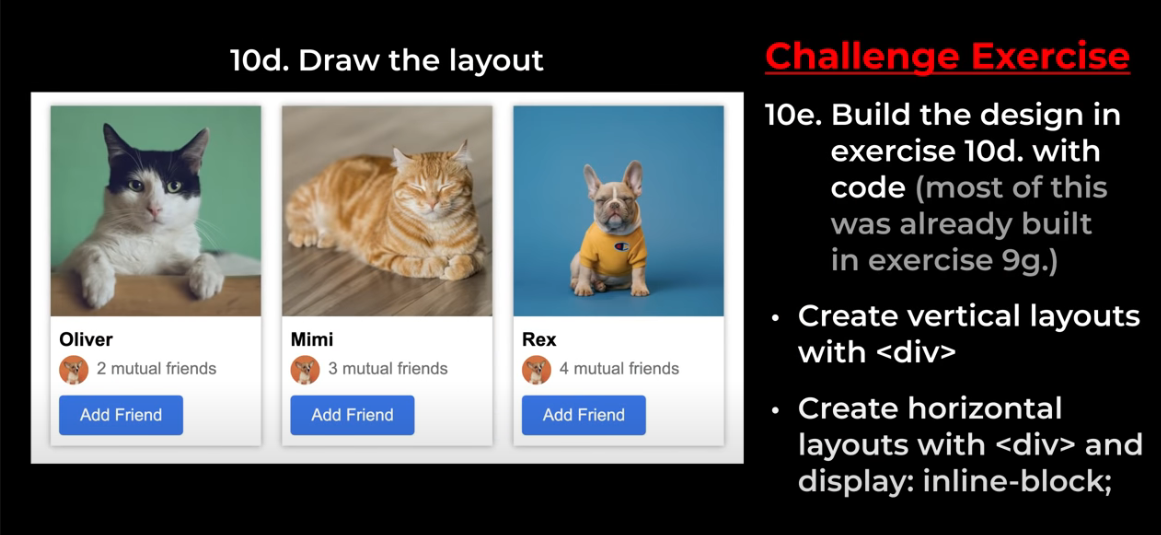 10d. Draw the layout
Oliver
2 mutual friends
Add Friend
Mimi
3 mutual friends
Add Friend
Rex
4 mutual friends
Add Friend
Challenge Exercise
10e. Build the design in
exercise 10d. with
code (most of this
was already built
in exercise 9g.)
• Create vertical layouts
with <div>
• Create horizontal
layouts with <div> and
display: inline-block;